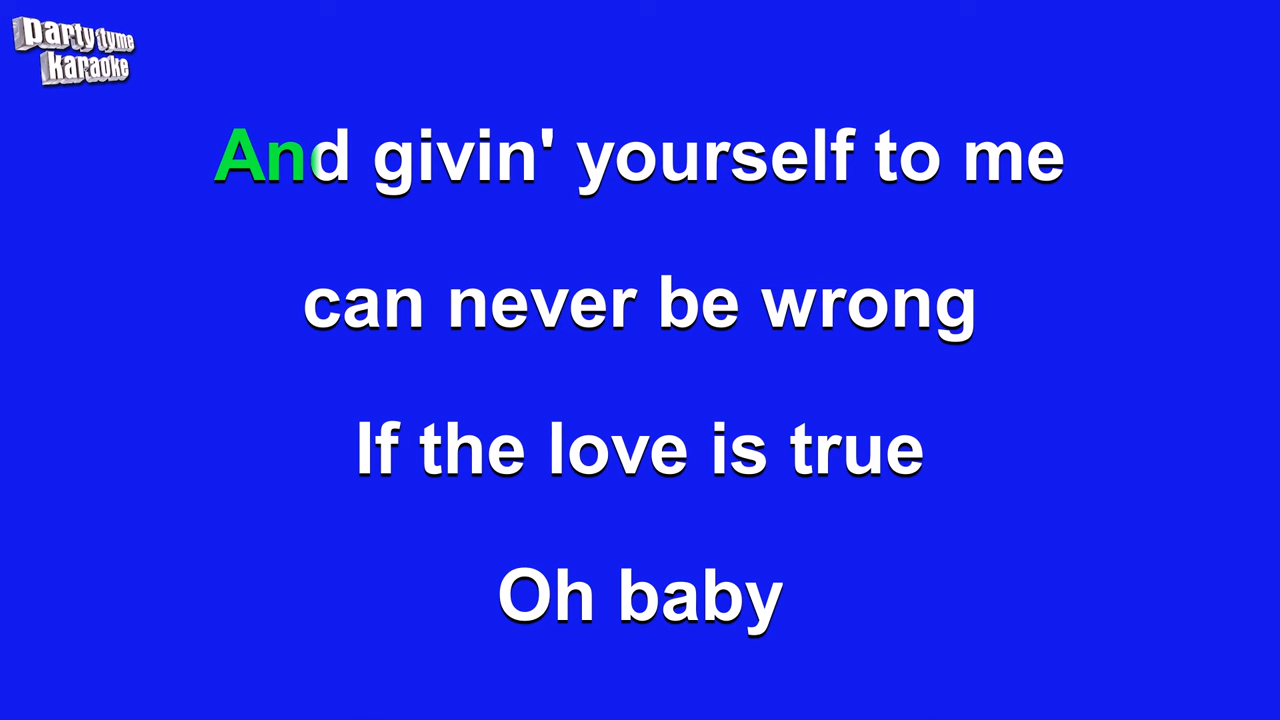 party tyme
karaoke
And givin' yourself to me
can never be wrong
If the love is true
Oh baby